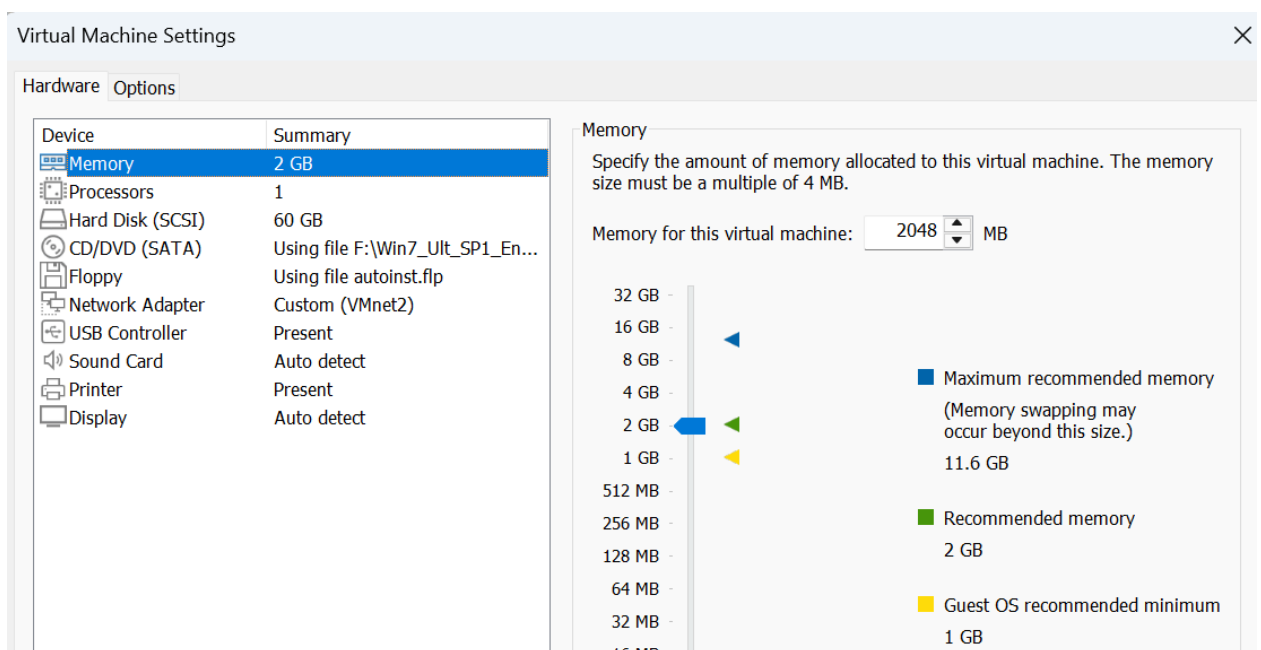 Virtual Machine Settings
Hardware Options
Device Summary
Memory 2 GB
Processors 1
Hard Disk (SCSI) 60 GB
CD/DVD (SATA) Using file F:\Win7_Ult_SP1_En...
Floppy Using file autoinst.flp
Network Adapter Custom (VMnet2)
USB Controller Present
Sound Card Auto detect
Printer Present
Display Auto detect
Memory
Specify the amount of memory allocated to this virtual machine. The memory
size must be a multiple of 4 MB.
Memory for this virtual machine: 2048 MB
32 GB
16 GB
8 GB
4 GB
2 GB
1 GB
512 MB
256 MB
128 MB
64 MB
32 MB
Maximum recommended memory
(Memory swapping may
occur beyond this size.)
11.6 GB
Recommended memory
2 GB
Guest OS recommended minimum
1 GB